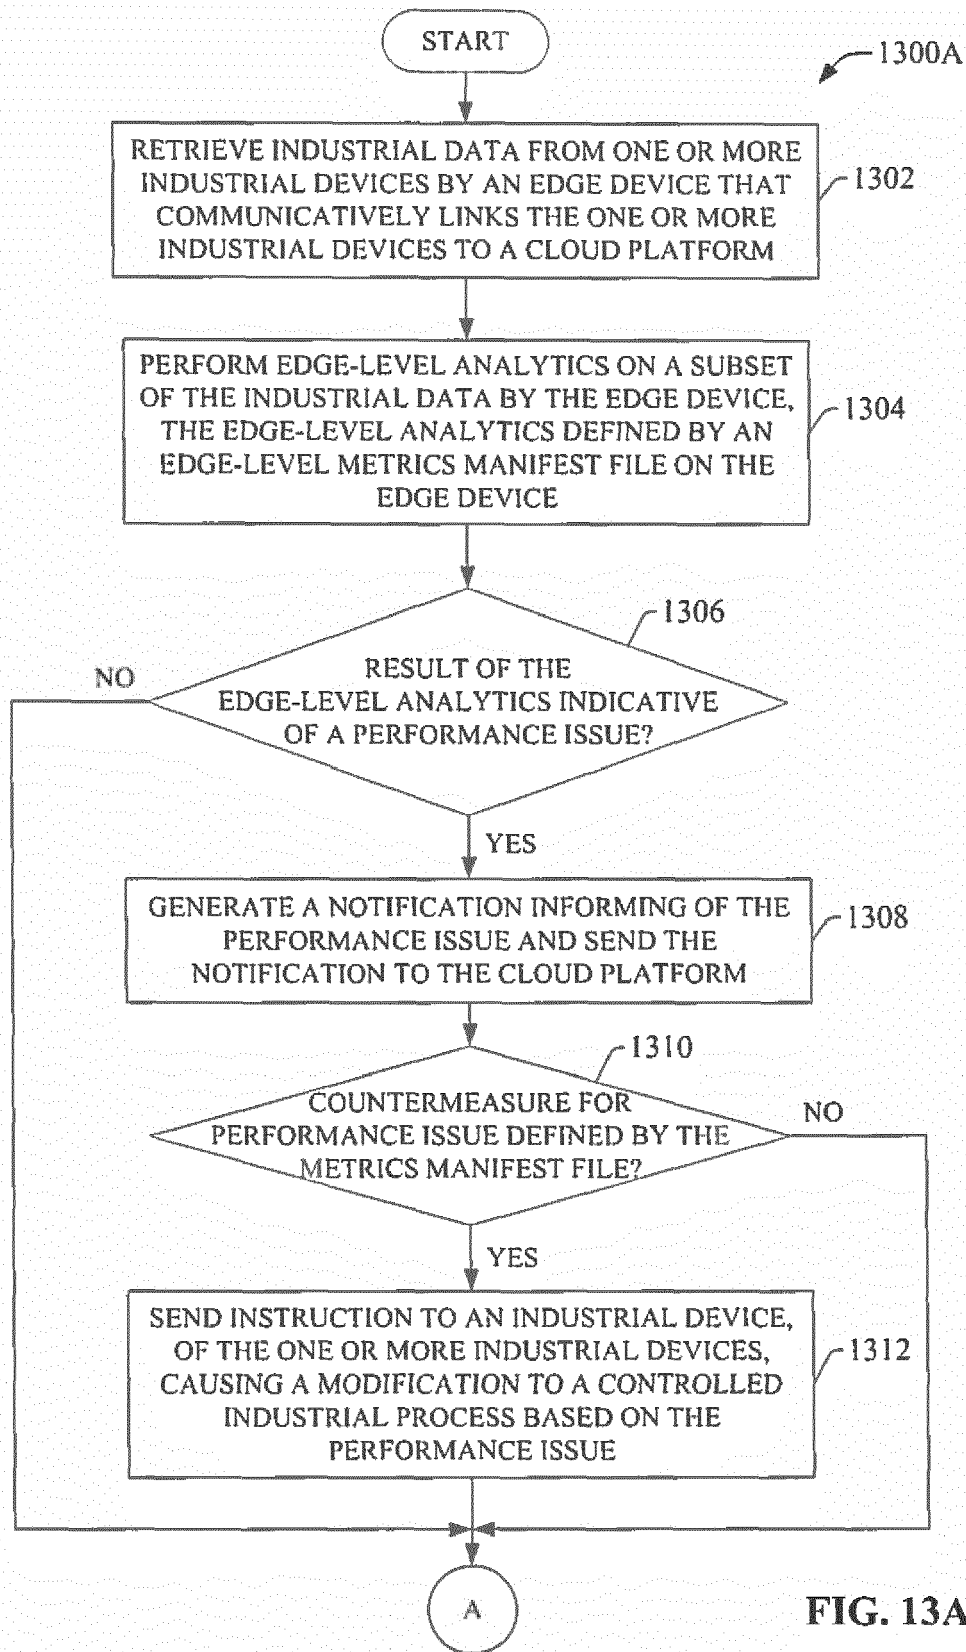 START
1300A
RETRIEVE INDUSTRIAL DATA FROM ONE OR MORE
INDUSTRIAL DEVICES BY AN EDGE DEVICE THAT
COMMUNICATIVELY LINKS THE ONE OR MORE
INDUSTRIAL DEVICES TO A CLOUD PLATFORM
1302
PERFORM EDGE-LEVEL ANALYTICS ON A SUBSET
OF THE INDUSTRIAL DATA BY THE EDGE DEVICE,
THE EDGE-LEVEL ANALYTICS DEFINED BY AN
EDGE-LEVEL METRICS MANIFEST FILE ON THE
EDGE DEVICE
1304
1306
NO
RESULT OF THE
EDGE-LEVEL ANALYTICS INDICATIVE
OF A PERFORMANCE ISSUE?
YES
GENERATE A NOTIFICATION INFORMING OF THE
PERFORMANCE ISSUE AND SEND THE
NOTIFICATION TO THE CLOUD PLATFORM
1308
1310
COUNTERMEASURE FOR
PERFORMANCE ISSUE DEFINED BY THE
METRICS MANIFEST FILE?
NO
YES
SEND INSTRUCTION TO AN INDUSTRIAL DEVICE,
OF THE ONE OR MORE INDUSTRIAL DEVICES,
CAUSING A MODIFICATION TO A CONTROLLED
INDUSTRIAL PROCESS BASED ON THE
PERFORMANCE ISSUE
1312
A
FIG. 13A